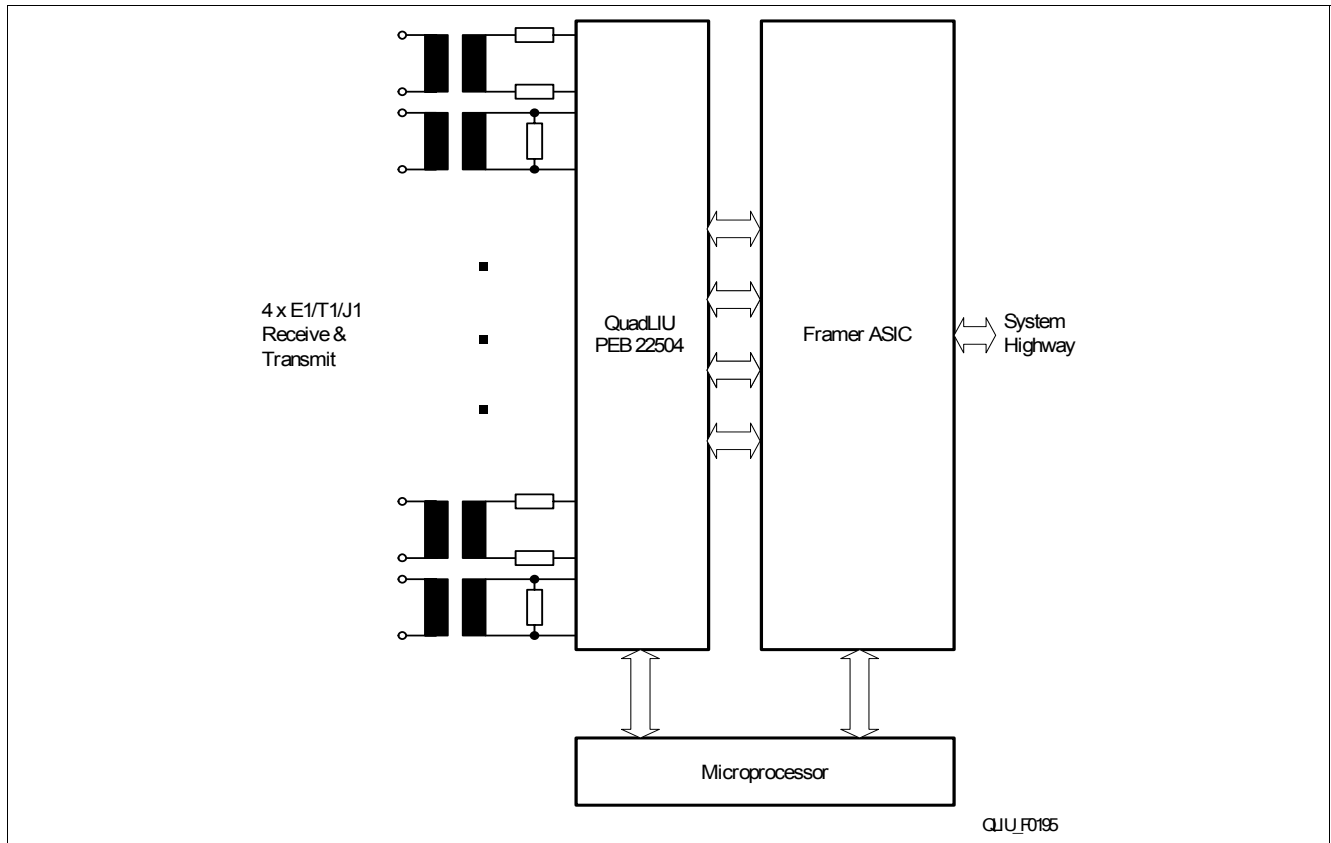 4 x E1/T1/J1
Receive &
Transmit
QuadLIU
PEB 22504
Framer ASIC
System
Highway
Microprocessor
QLIU_F0195